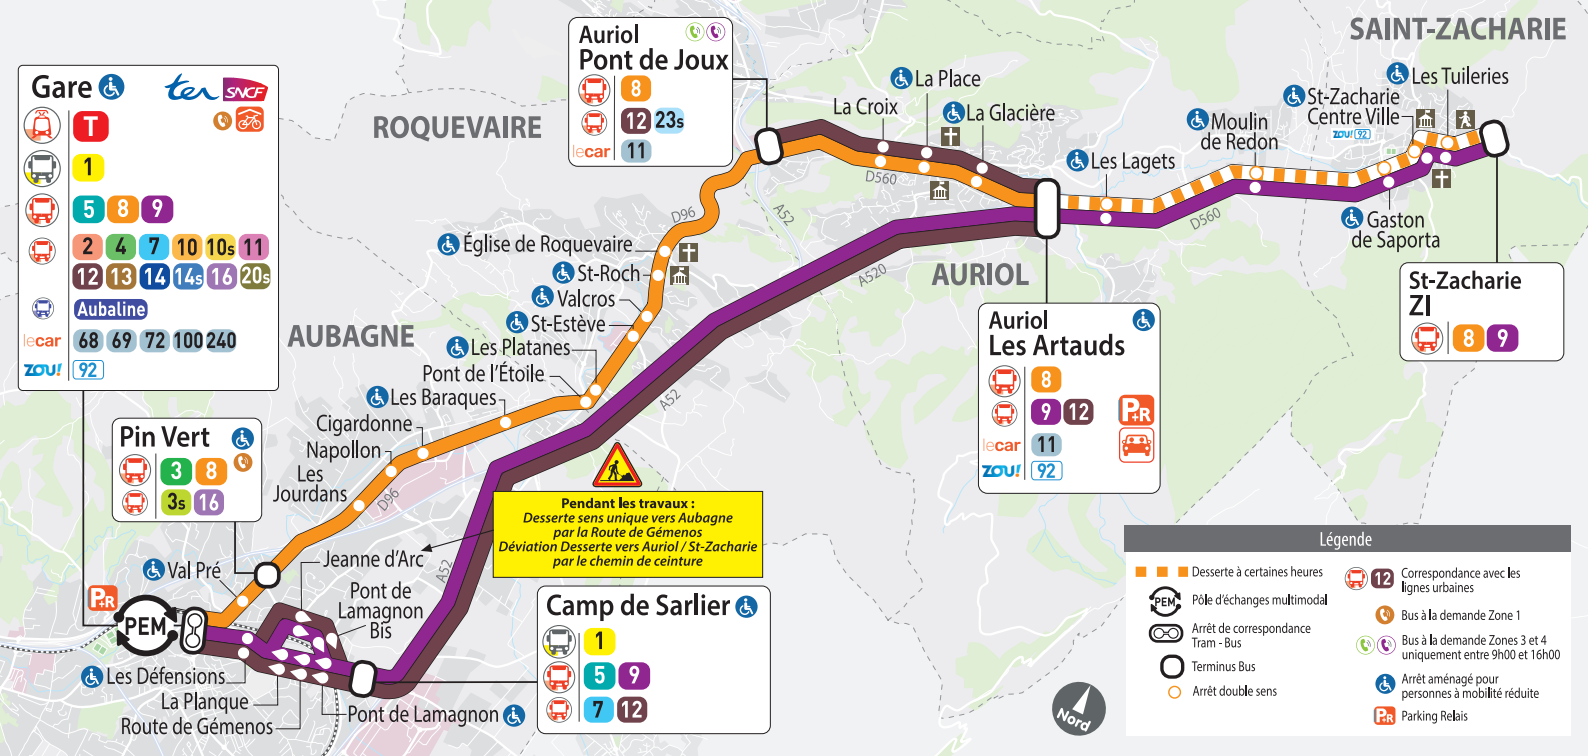 SAINT-ZACHARIE
ROQUEVAIRE
AUBAGNE
AURIOL
Gare
ter SNCF
T
1
5 8 9
2 4 7 10 10s 11
12 13 14 14s 16 20s
Aubaline
lecar 68 69 72 100 240
ZOU! 92
Auriol
Pont de Joux
8
12 23s
lecar 11
La Croix
La Place
La Glacière
Les Lagets
Moulin
de Redon
St-Zacharie
Centre Ville
ZOU! 92
Les Tuileries
Gaston
de Saporta
St-Zacharie
ZI
8 9
Auriol
Les Artauds
8
9 12
P+R
lecar 11
ZOU! 92
D560
D560
D96
A52
A520
A52
D96
A52
Église de Roquevaire
St-Roch
Valcros
St-Estève
Les Platanes
Pont de l'Étoile
Les Baraques
Cigardonne
Napollon
Les
Jourdans
Pin Vert
3 8
3s 16
Val Pré
P+R
PEM
Jeanne d'Arc
Pont de
Lamagnon
Bis
Les Défensions
La Planque
Route de Gémenos
Pont de Lamagnon
Pendant les travaux :
Desserte sens unique vers Aubagne
par la Route de Gémenos
Déviation Desserte vers Auriol / St-Zacharie
par le chemin de ceinture
Camp de Sarlier
1
5 9
7 12
Nord
Légende
Desserte à certaines heures
PEM Pôle d'échanges multimodal
Arrêt de correspondance
Tram - Bus
Terminus Bus
Arrêt double sens
12 Correspondance avec les
lignes urbaines
Bus à la demande Zone 1
Bus à la demande Zones 3 et 4
uniquement entre 9h00 et 16h00
Arrêt aménagé pour
personnes à mobilité réduite
P+R Parking Relais